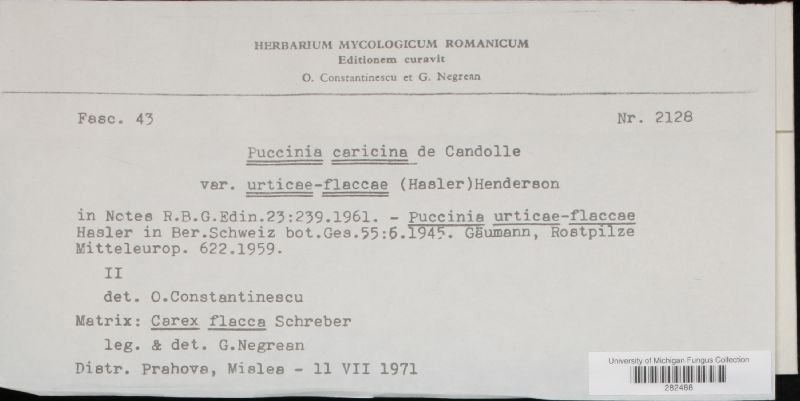 HERBARIUM MYCOLOGICUM ROMANICUM
Editionem curavit
O. Constantinescu et G. Negrean
Fasc. 43 Nr. 2128
Puccinia caricina de Candolle
var. urticae-flaccae (Hasler)Henderson
in Notes R.B.G.Edin.23:239.1961. - Puccinia urticae-flaccae
Hasler in Ber.Schweiz bot.Ges.55:6.1945. Gäumann, Rostpilze
Mitteleurop. 622.1959.
II
det. O.Constantinescu
Matrix: Carex flacca Schreber
leg. & det. G.Negrean
Distr. Prahova, Mislea - 11 VII 1971
University of Michigan Fungus Collection
282488